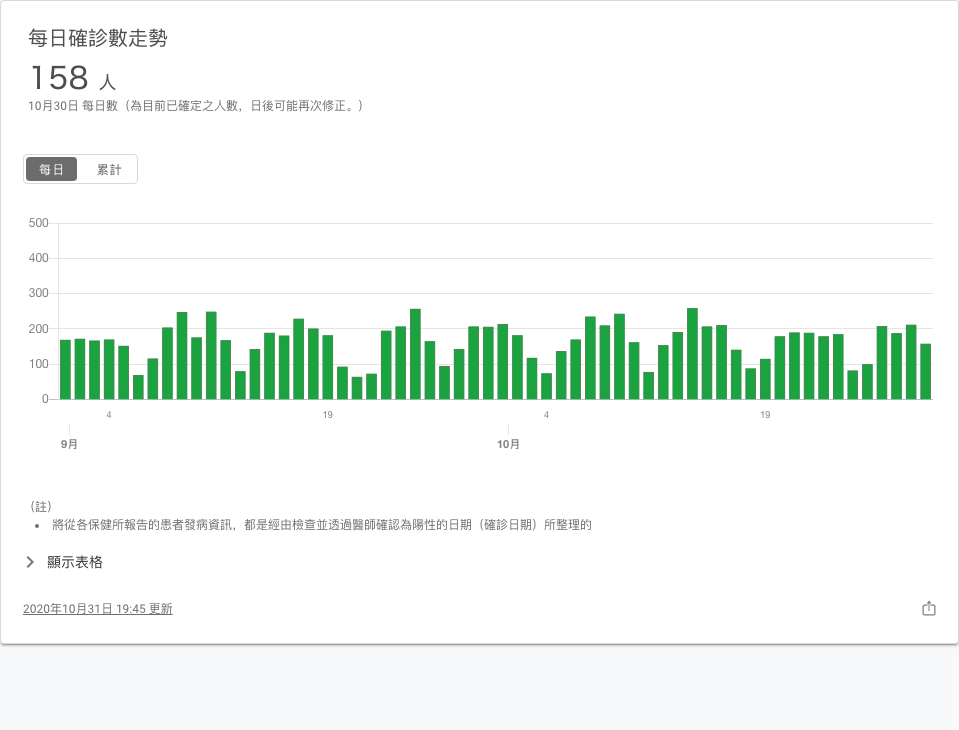 每日確診數走勢
158 人
10月30日 每日數（為目前已確定之人數，日後可能再次修正。）
每日 累計
500
400
300
200
100
0
4 19 4 19
9月 10月
（註）
• 將從各保健所報告的患者發病資訊，都是經由檢查並透過醫師確認為陽性的日期（確診日期）所整理的
顯示表格
2020年10月31日 19:45 更新